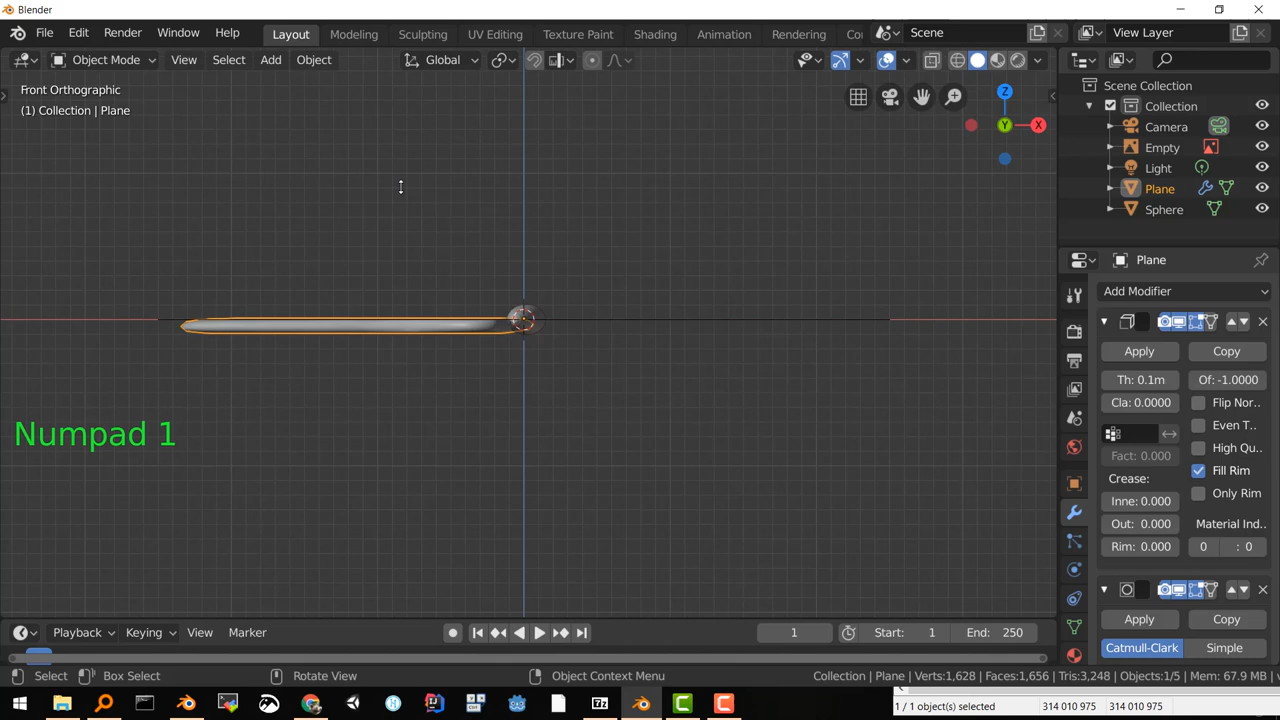 Blender
File Edit Render Window Help Layout Modeling Sculpting UV Editing Texture Paint Shading Animation Rendering Co Scene View Layer
Object Mode View Select Add Object Global
Front Orthographic
(1) Collection | Plane
Z
Y X
Numpad 1
Scene Collection
Collection
Camera
Empty
Light
Plane
Sphere
Plane
Add Modifier
Apply Copy
Th: 0.1m Of: -1.0000
Cla: 0.0000 Flip Nor..
Even T..
Fact: 0.000 High Qu..
Crease: Fill Rim
Inne: 0.000 Only Rim
Out: 0.000 Material Ind..
Rim: 0.000 0 : 0
Apply Copy
Catmull-Clark Simple
Playback Keying View Marker 1 Start: 1 End: 250
Select Box Select Rotate View Object Context Menu Collection | Plane | Verts:1,628 | Faces:1,656 | Tris:3,248 | Objects:1/5 | Mem: 67.9 MB
1 / 1 object(s) selected 314 010 975 314 010 975